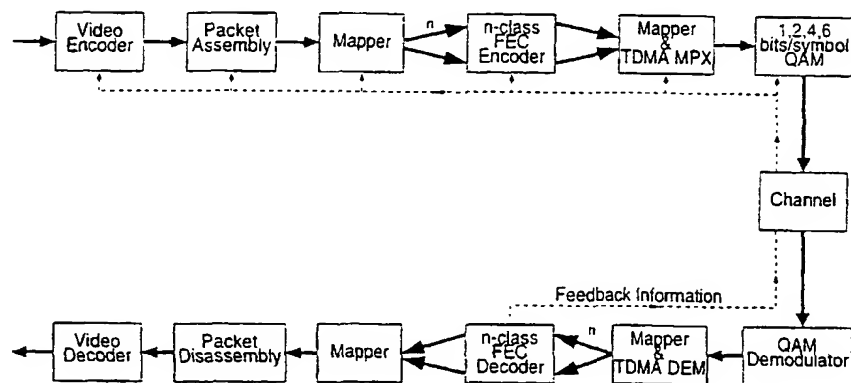 Video
Encoder
Packet
Assembly
Mapper
n
n-class
FEC
Encoder
Mapper
&
TDMA MPX
1,2,4,6
bits/symbol
QAM
Channel
Feedback Information
Video
Decoder
Packet
Disassembly
Mapper
n-class
FEC
Decoder
n
Mapper
&
TDMA DEM
QAM
Demodulator